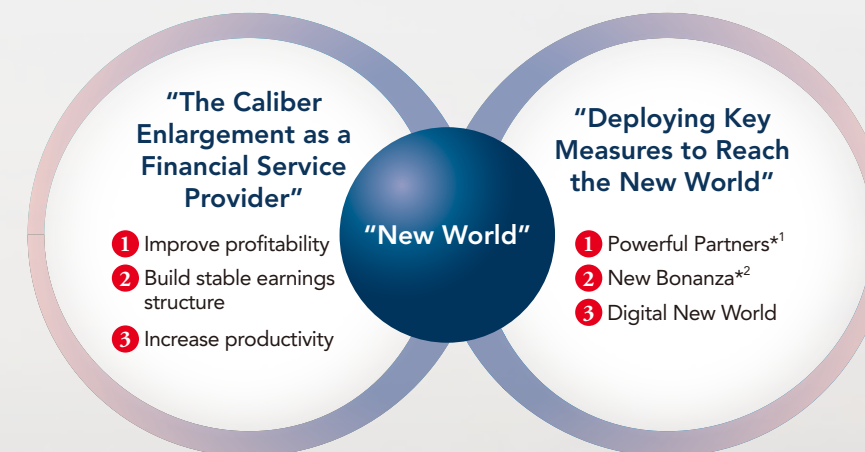 “The Caliber
Enlargement as a
Financial Service
Provider”
1 Improve profitability
2 Build stable earnings
structure
3 Increase productivity
“New World”
“Deploying Key
Measures to Reach
the New World”
1 Powerful Partners*1
2 New Bonanza*2
3 Digital New World